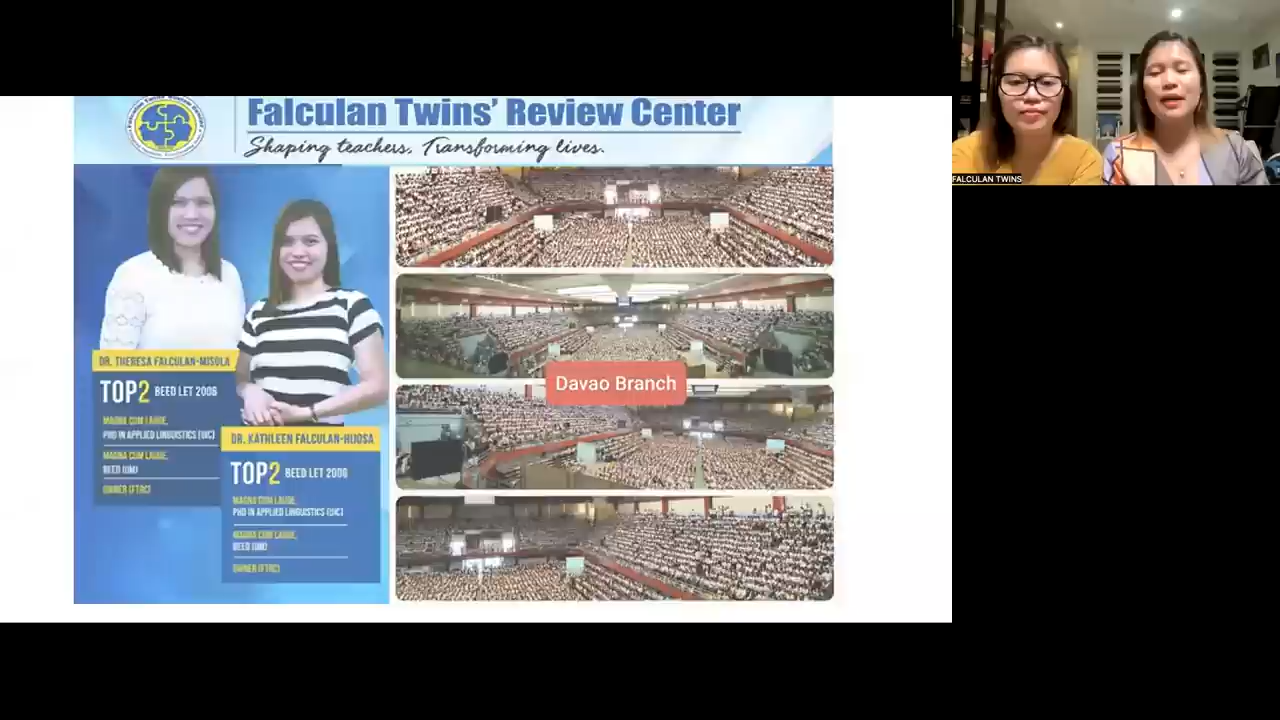 Falculan Twins' Review Center
Shaping teachers, Transforming lives.
FALCULAN TWINS
DR. THERESA FALCULAN-MISOLA
TOP2 BEED LET 2006
MAGNA CUM LAUDE,
PHD IN APPLIED LINGUISTICS (UIC)
MAGNA CUM LAUDE,
BEED (UM)
OWNER (FTRC)
DR. KATHLEEN FALCULAN-HIJOSA
TOP2 BEED LET 2006
MAGNA CUM LAUDE,
PHD IN APPLIED LINGUISTICS (UIC)
MAGNA CUM LAUDE,
BEED (UM)
OWNER (FTRC)
Davao Branch